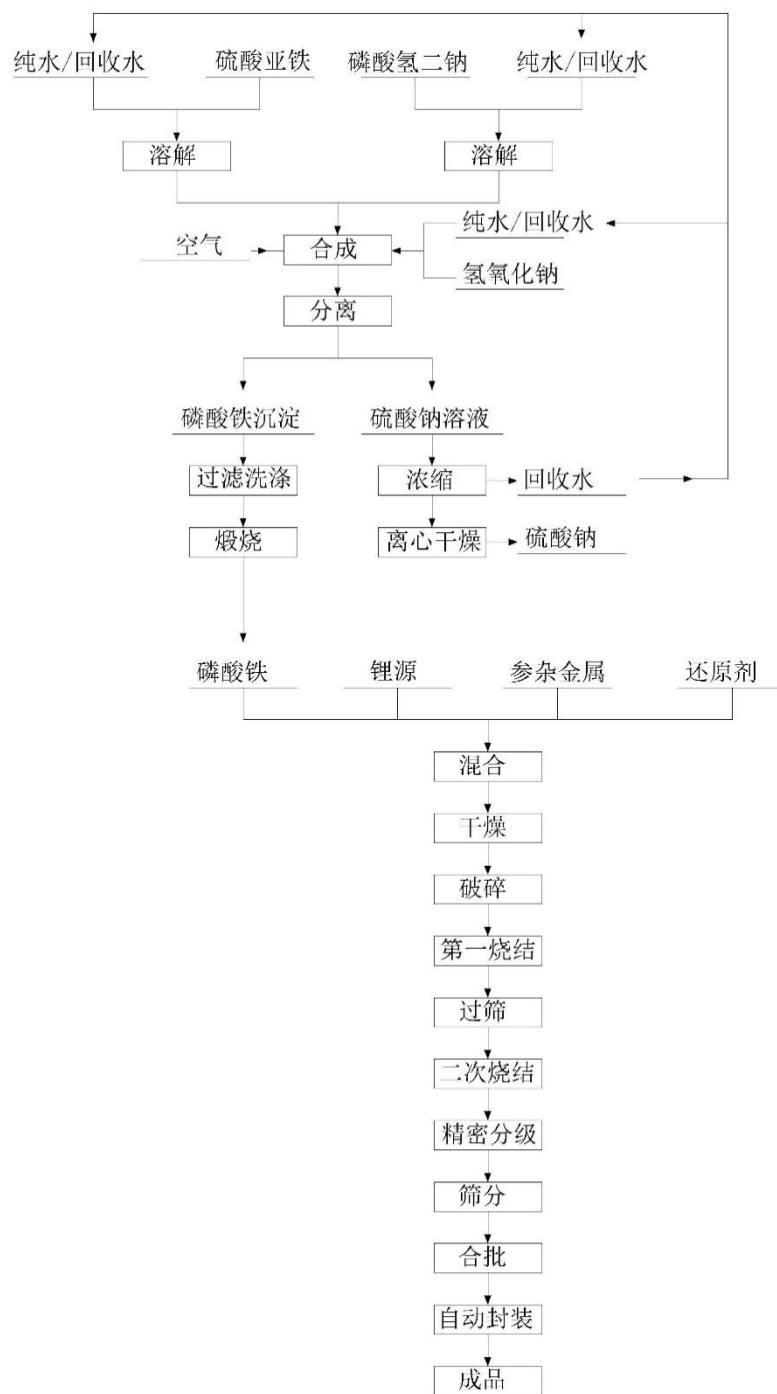 纯水/回收水
硫酸亚铁
磷酸氢二钠
纯水/回收水
溶解
溶解
空气
合成
纯水/回收水
氢氧化钠
分离
磷酸铁沉淀
硫酸钠溶液
过滤洗涤
浓缩
回收水
煅烧
离心干燥
硫酸钠
磷酸铁
锂源
参杂金属
还原剂
混合
干燥
破碎
第一烧结
过筛
二次烧结
精密分级
筛分
合批
自动封装
成品